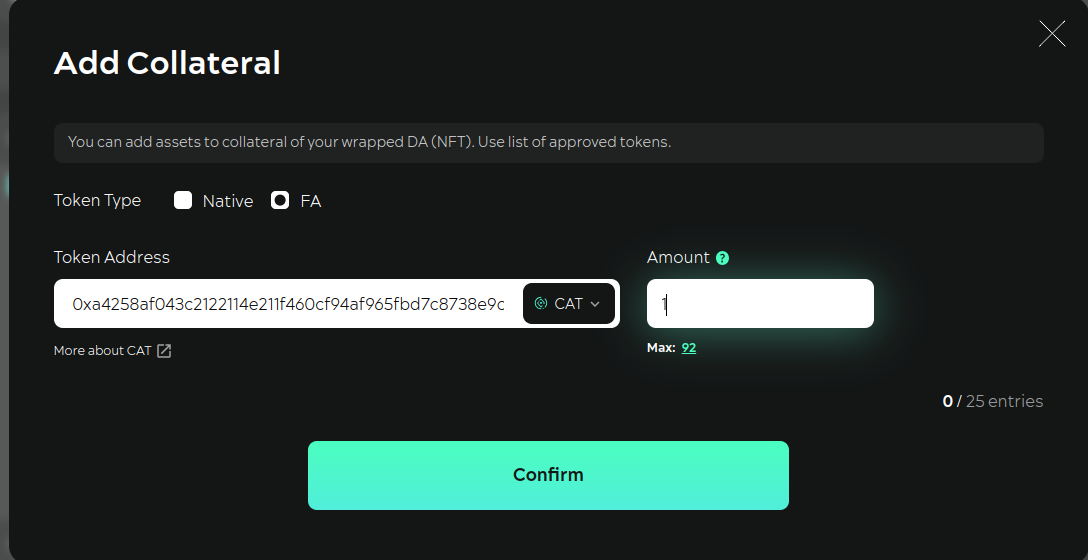 Add Collateral
You can add assets to collateral of your wrapped DA (NFT). Use list of approved tokens.
Token Type Native FA
Token Address Amount ?
0xa4258af043c2122114e211f460cf94af965fbd7c8738e9c CAT 1
More about CAT Max: 92
0 / 25 entries
Confirm